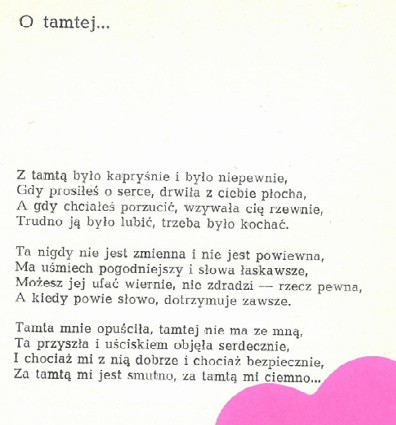 O tamtej...
Z tamtą było kapryśnie i było niepewnie,
Gdy prosiłeś o serce, drwiła z ciebie płocha,
A gdy chciałeś porzucić, wzywała cię rzewnie,
Trudno ją było lubić, trzeba było kochać.
Ta nigdy nie jest zmienna i nie jest powiewna,
Ma uśmiech pogodniejszy i słowa łaskawsze,
Możesz jej ufać wiernie, nie zdradzi — rzecz pewna,
A kiedy powie słowo, dotrzymuje zawsze.
Tamta mnie opuściła, tamtej nie ma ze mną,
Ta przyszła i uściskiem objęła serdecznie,
I chociaż mi z nią dobrze i chociaż bezpiecznie,
Za tamtą mi jest smutno, za tamtą mi ciemno...